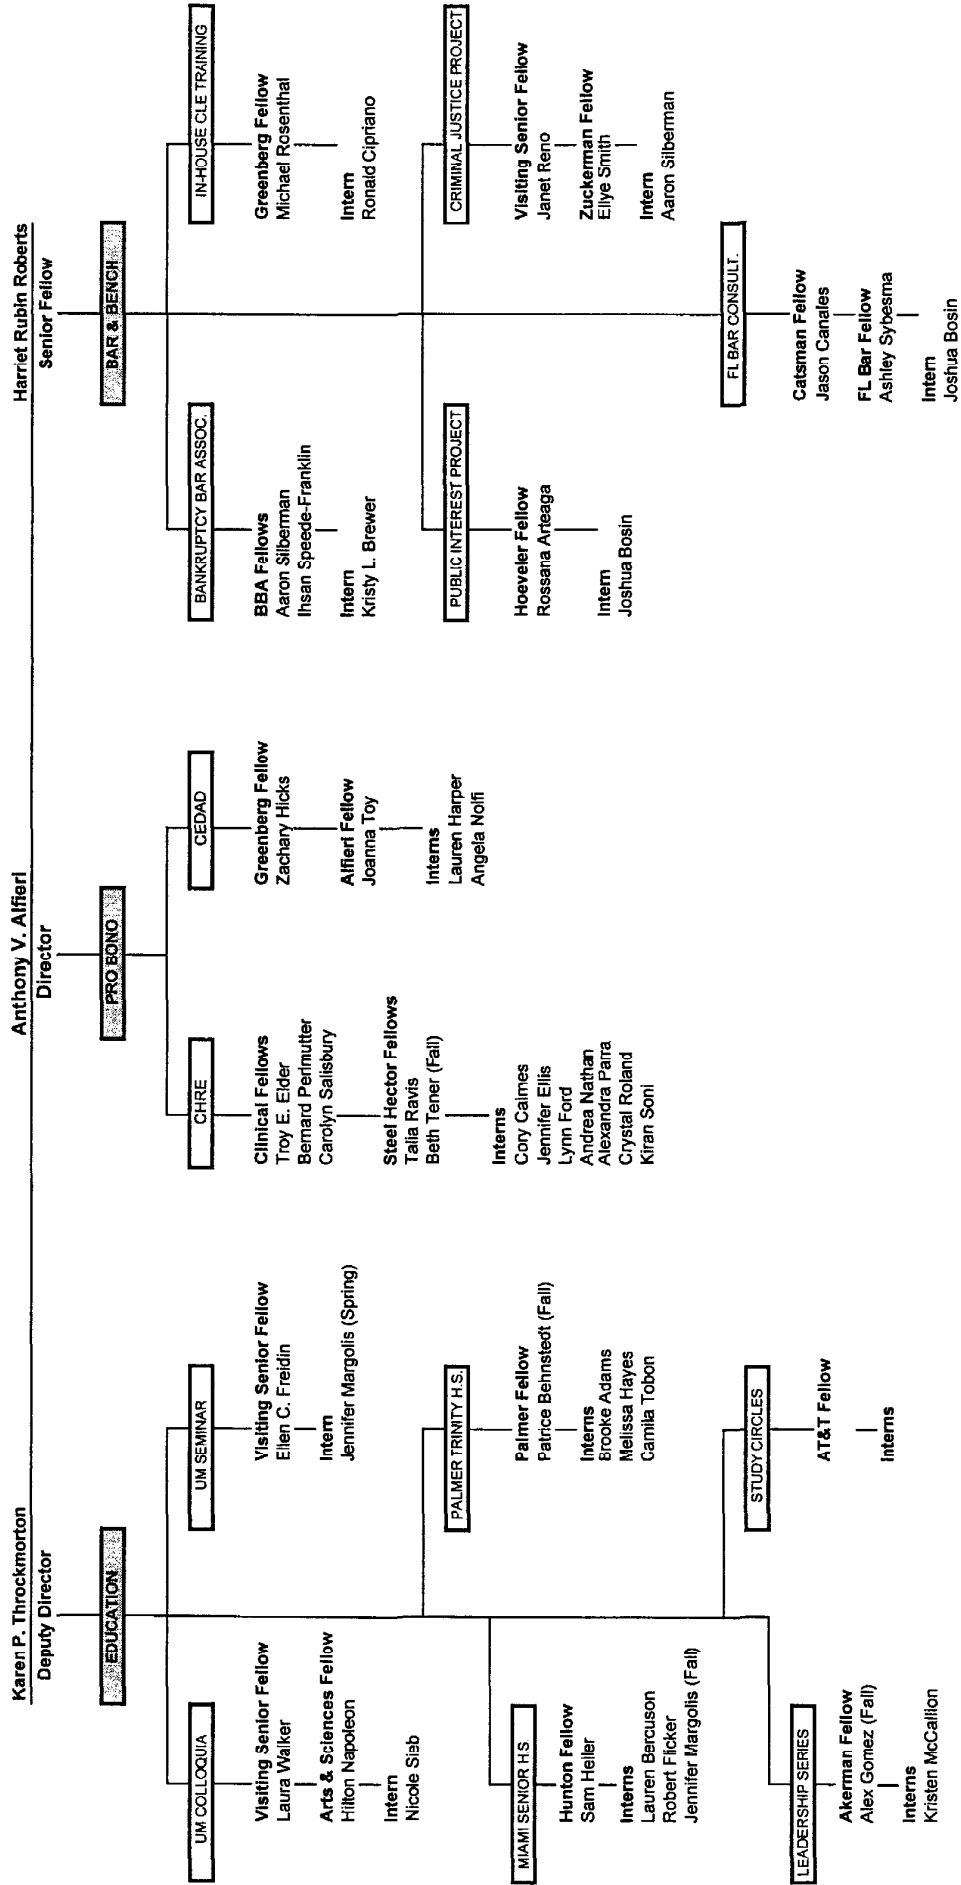 Karen P. Throckmorton
Deputy Director
Anthony V. Alfieri
Director
Harriet Rubin Roberts
Senior Fellow
EDUCATION
PRO BONO
BAR & BENCH
UM COLLOQUIA
Visiting Senior Fellow
Laura Walker
Arts & Sciences Fellow
Hilton Napoleon
Intern
Nicole Sieb
UM SEMINAR
Visiting Senior Fellow
Ellen C. Freidin
Intern
Jennifer Margolis (Spring)
MIAMI SENIOR H.S.
Hunton Fellow
Sam Heller
Interns
Lauren Bercuson
Robert Flicker
Jennifer Margolis (Fall)
PALMER TRINITY H.S.
Palmer Fellow
Patrice Behnstedt (Fall)
Interns
Brooke Adams
Melissa Hayes
Camila Tobon
LEADERSHIP SERIES
Akerman Fellow
Alex Gomez (Fall)
Interns
Kristen McCallion
STUDY CIRCLES
AT&T Fellow
Interns
CHRE
Clinical Fellows
Troy E. Elder
Bernard Perlmutter
Carolyn Salisbury
Steel Hector Fellows
Talia Ravis
Beth Tener (Fall)
Interns
Cory Calmes
Jennifer Ellis
Lynn Ford
Andrea Nathan
Alexandra Parra
Crystal Roland
Kiran Soni
CEDAD
Greenberg Fellow
Zachary Hicks
Alfieri Fellow
Joanna Toy
Interns
Lauren Harper
Angela Nolfi
BANKRUPTCY BAR ASSOC.
BBA Fellows
Aaron Silberman
Ihsan Speede-Franklin
Intern
Kristy L. Brewer
IN-HOUSE CLE TRAINING
Greenberg Fellow
Michael Rosenthal
Intern
Ronald Cipriano
PUBLIC INTEREST PROJECT
Hoeveler Fellow
Rossana Arteaga
Intern
Joshua Bosin
CRIMINAL JUSTICE PROJECT
Visiting Senior Fellow
Janet Reno
Zuckerman Fellow
Ellye Smith
Intern
Aaron Silberman
FL BAR CONSULT.
Catsman Fellow
Jason Canales
FL Bar Fellow
Ashley Sybesma
Intern
Joshua Bosin